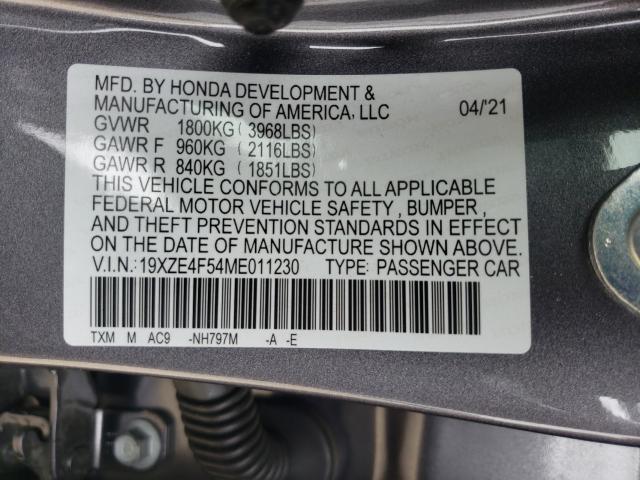 MFD. BY HONDA DEVELOPMENT &
MANUFACTURING OF AMERICA, LLC 04/'21
GVWR 1800KG ( 3968LBS)
GAWR F 960KG ( 2116LBS)
GAWR R 840KG ( 1851LBS)
THIS VEHICLE CONFORMS TO ALL APPLICABLE
FEDERAL MOTOR VEHICLE SAFETY , BUMPER ,
AND THEFT PREVENTION STANDARDS IN EFFECT
ON THE DATE OF MANUFACTURE SHOWN ABOVE.
V.I.N.: 19XZE4F54ME011230 TYPE: PASSENGER CAR
TXM M AC9 -NH797M -A -E